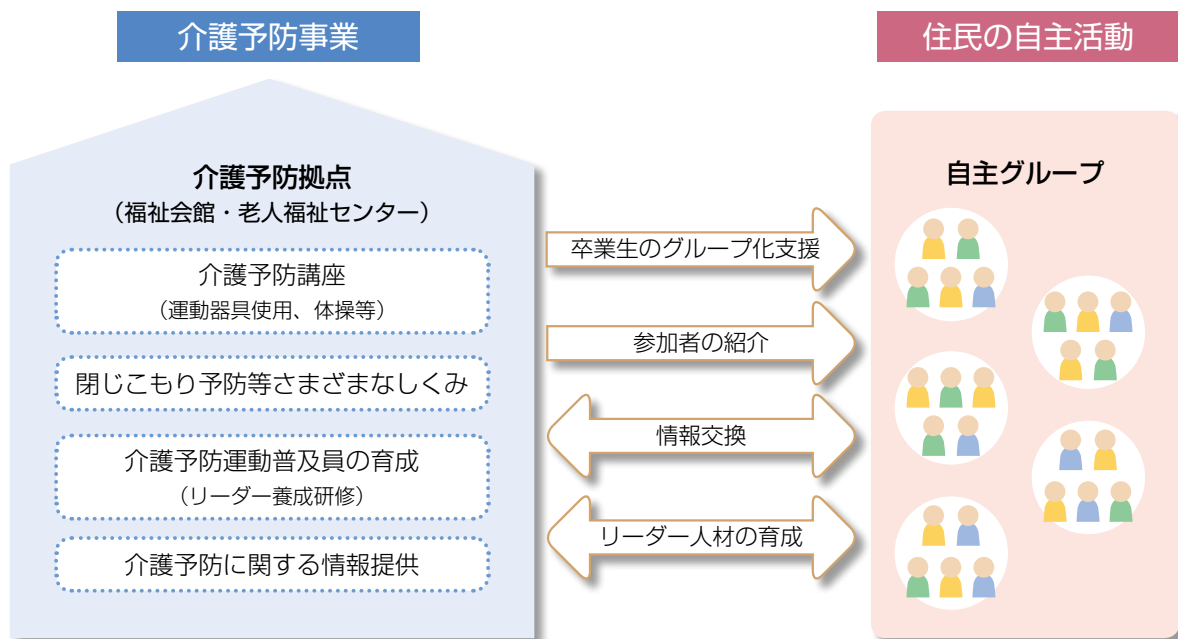 介護予防事業
住民の自主活動
介護予防拠点
（福祉会館・老人福祉センター）
介護予防講座
（運動器具使用、体操等）
閉じこもり予防等さまざまなしくみ
介護予防運動普及員の育成
（リーダー養成研修）
介護予防に関する情報提供
卒業生のグループ化支援
参加者の紹介
情報交換
リーダー人材の育成
自主グループ